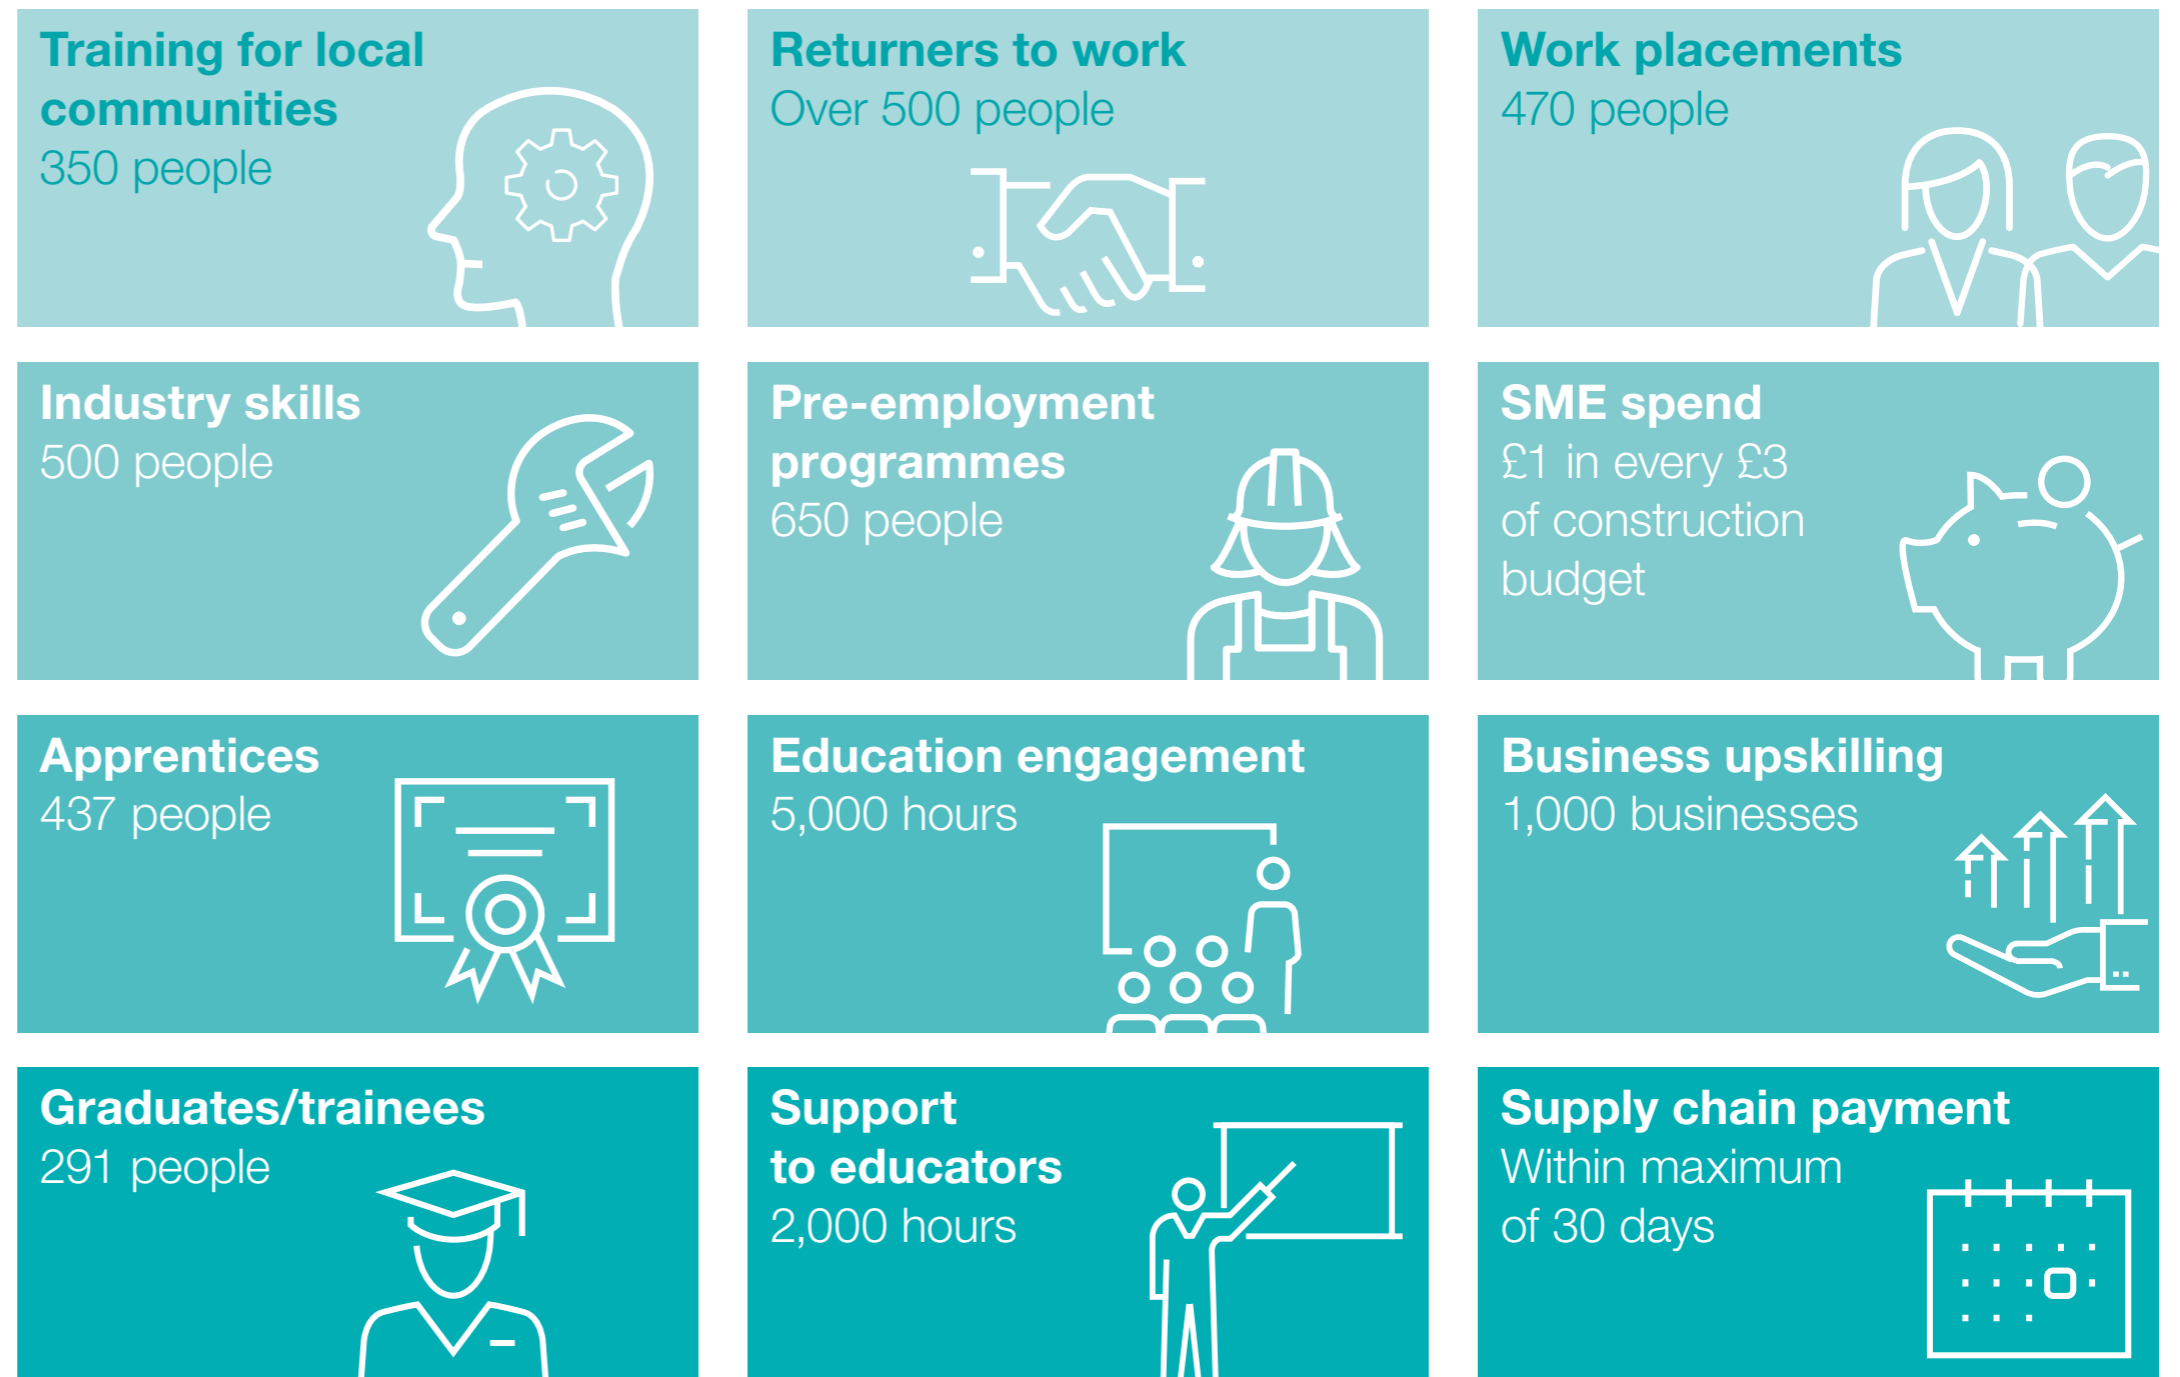 Training for local
communities
350 people
Returners to work
Over 500 people
Work placements
470 people
Industry skills
500 people
Pre-employment
programmes
650 people
SME spend
£1 in every £3
of construction
budget
Apprentices
437 people
Education engagement
5,000 hours
Business upskilling
1,000 businesses
Graduates/trainees
291 people
Support
to educators
2,000 hours
Supply chain payment
Within maximum
of 30 days